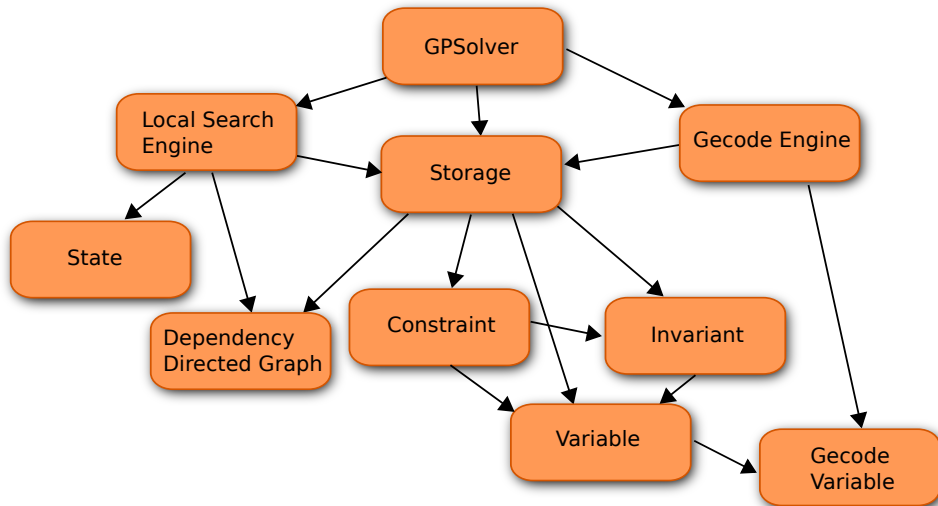 GPSolver
Local Search
Engine
Gecode Engine
Storage
State
Constraint
Invariant
Dependency
Directed Graph
Variable
Gecode
Variable